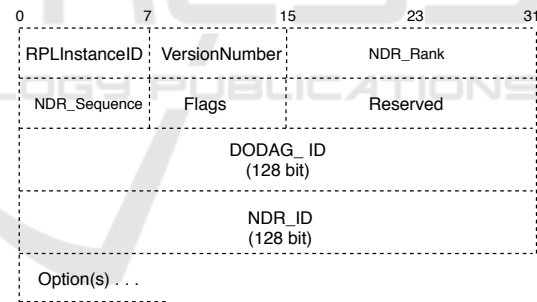 0 7 15 23 31
RPLInstanceID VersionNumber NDR_Rank
NDR_Sequence Flags Reserved
DODAG_ ID
(128 bit)
NDR_ID
(128 bit)
Option(s) . . .